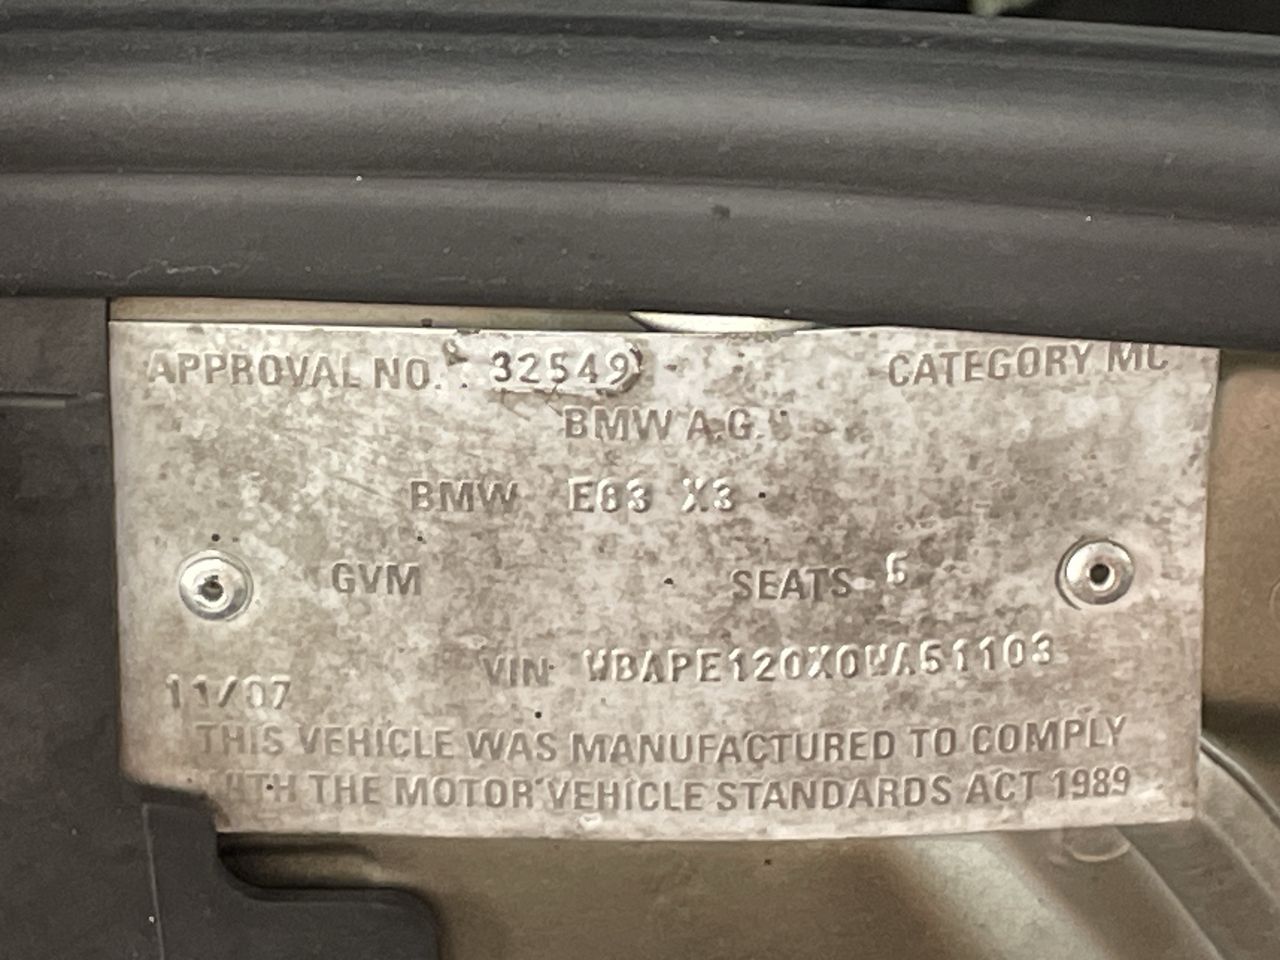 APPROVAL NO. : 32549 CATEGORY MC
BMW A.G.
BMW E83 X3
GVM SEATS 5
VIN WBAPE120X0WA51103
11/07
THIS VEHICLE WAS MANUFACTURED TO COMPLY
WITH THE MOTOR VEHICLE STANDARDS ACT 1989